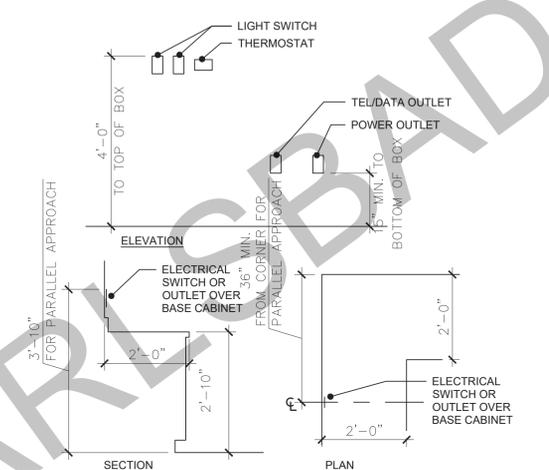 LIGHT SWITCH
THERMOSTAT
4'-0"
TO TOP OF BOX
TEL/DATA OUTLET
POWER OUTLET
15" MIN. TO
BOTTOM OF BOX
ELEVATION
3'-10"
FOR PARALLEL APPROACH
ELECTRICAL
SWITCH OR
OUTLET OVER
BASE CABINET
2'-0"
2'-10"
SECTION
36" MIN.
FROM CORNER FOR
PARALLEL APPROACH
2'-0"
ELECTRICAL
SWITCH OR
OUTLET OVER
BASE CABINET
℄
2'-0"
PLAN
ARLSBAD